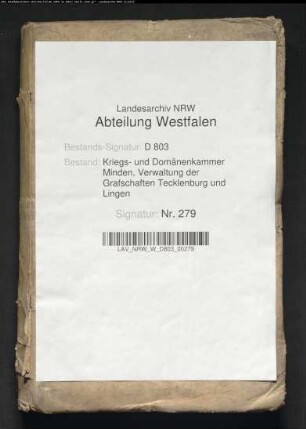 Landesarchiv NRW
Abteilung Westfalen
Bestands-Signatur: D 803
Bestand: Kriegs- und Domänenkammer
Minden, Verwaltung der
Grafschaften Tecklenburg und
Lingen
Signatur: Nr. 279
LAV_NRW_W_D803_00279